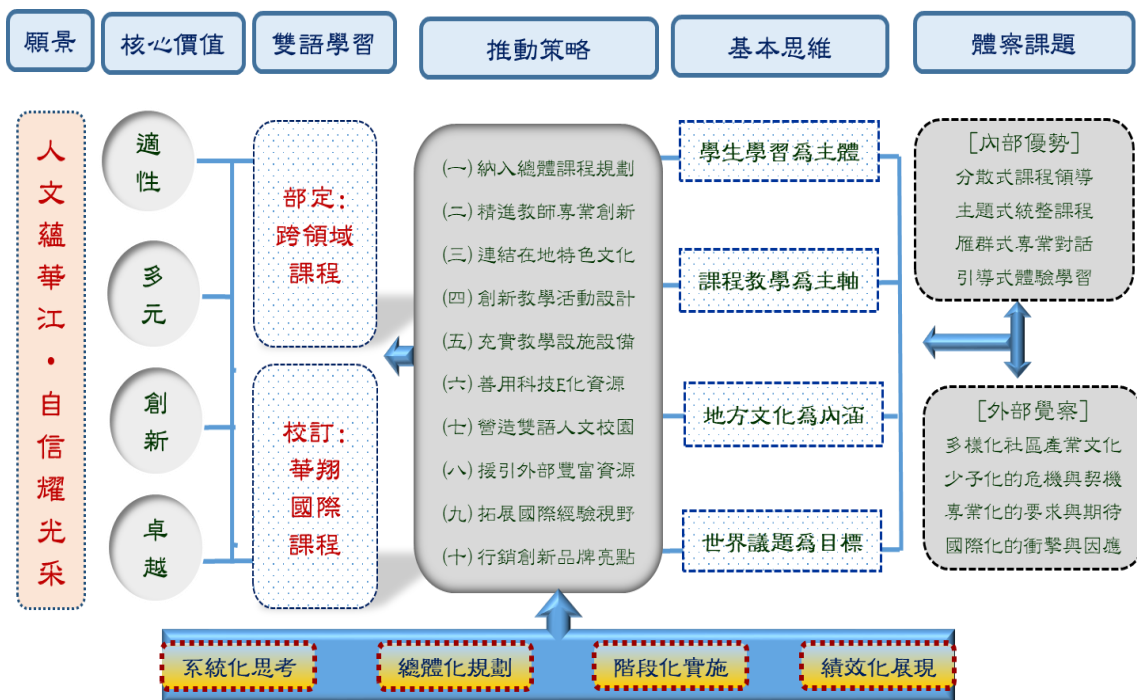 願景
核心價值
雙語學習
推動策略
基本思維
體察課題
人文蘊華江·自信耀光采
適性
多元
創新
卓越
部定：
跨領域
課程
校訂：
華翔
國際
課程
(一) 納入總體課程規劃
(二) 精進教師專業創新
(三) 連結在地特色文化
(四) 創新教學活動設計
(五) 充實教學設施設備
(六) 善用科技E化資源
(七) 營造雙語人文校園
(八) 援引外部豐富資源
(九) 拓展國際經驗視野
(十) 行銷創新品牌亮點
學生學習為主體
課程教學為主軸
地方文化為內涵
世界議題為目標
[內部優勢]
分散式課程領導
主題式統整課程
雁群式專業對話
引導式體驗學習
[外部覺察]
多樣化社區產業文化
少子化的危機與契機
專業化的要求與期待
國際化的衝擊與因應
系統化思考
總體化規劃
階段化實施
績效化展現